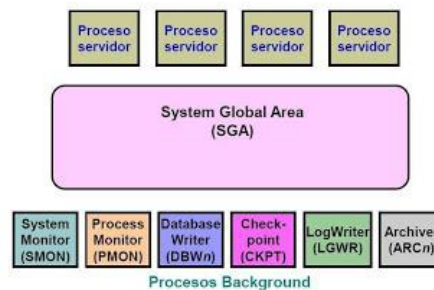 Proceso servidor
Proceso servidor
Proceso servidor
Proceso servidor
System Global Area
(SGA)
System Monitor (SMON)
Process Monitor (PMON)
Database Writer (DBWn)
Check-point (CKPT)
LogWriter (LGWR)
Archiver (ARCn)
Procesos Background